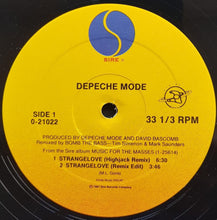 SIRE
DEPECHE MODE
SIDE 1
0-21022
33 1/3 RPM
PRODUCED BY DEPECHE MODE AND DAVID BASCOMB
Remixed by BOMB THE BASS—Tim Simenon & Mark Saunders
From the Sire album MUSIC FOR THE MASSES (1-25614)
1 STRANGELOVE (Highjack Remix) 6:30
2 STRANGELOVE (Remix Edit) 3:46
(M.L. Gore)